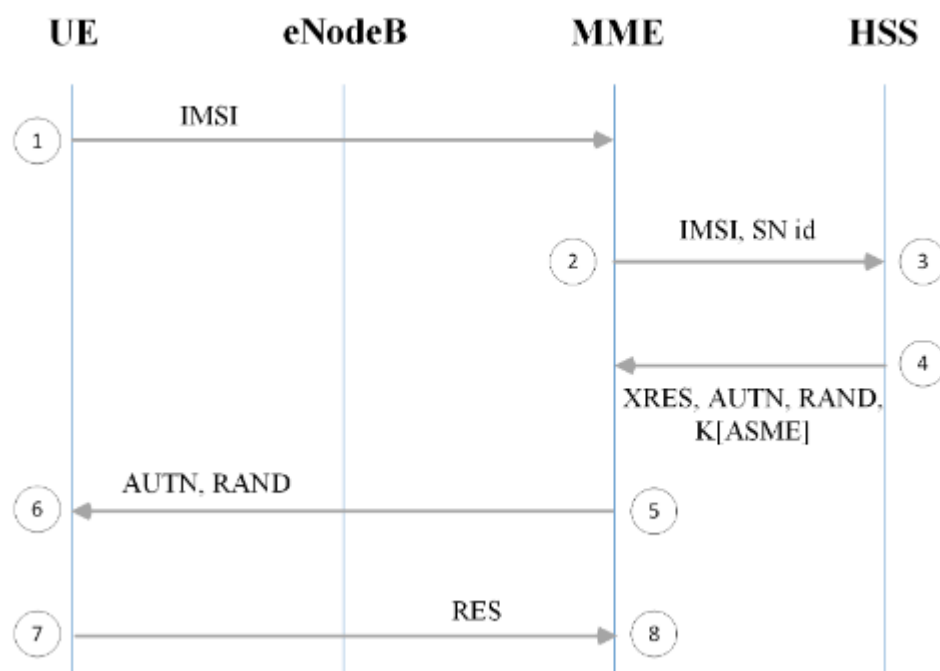 UE eNodeB MME HSS
IMSI
1
IMSI, SN id
2 3
4
XRES, AUTN, RAND,
K[ASME]
AUTN, RAND
6 5
RES
7 8